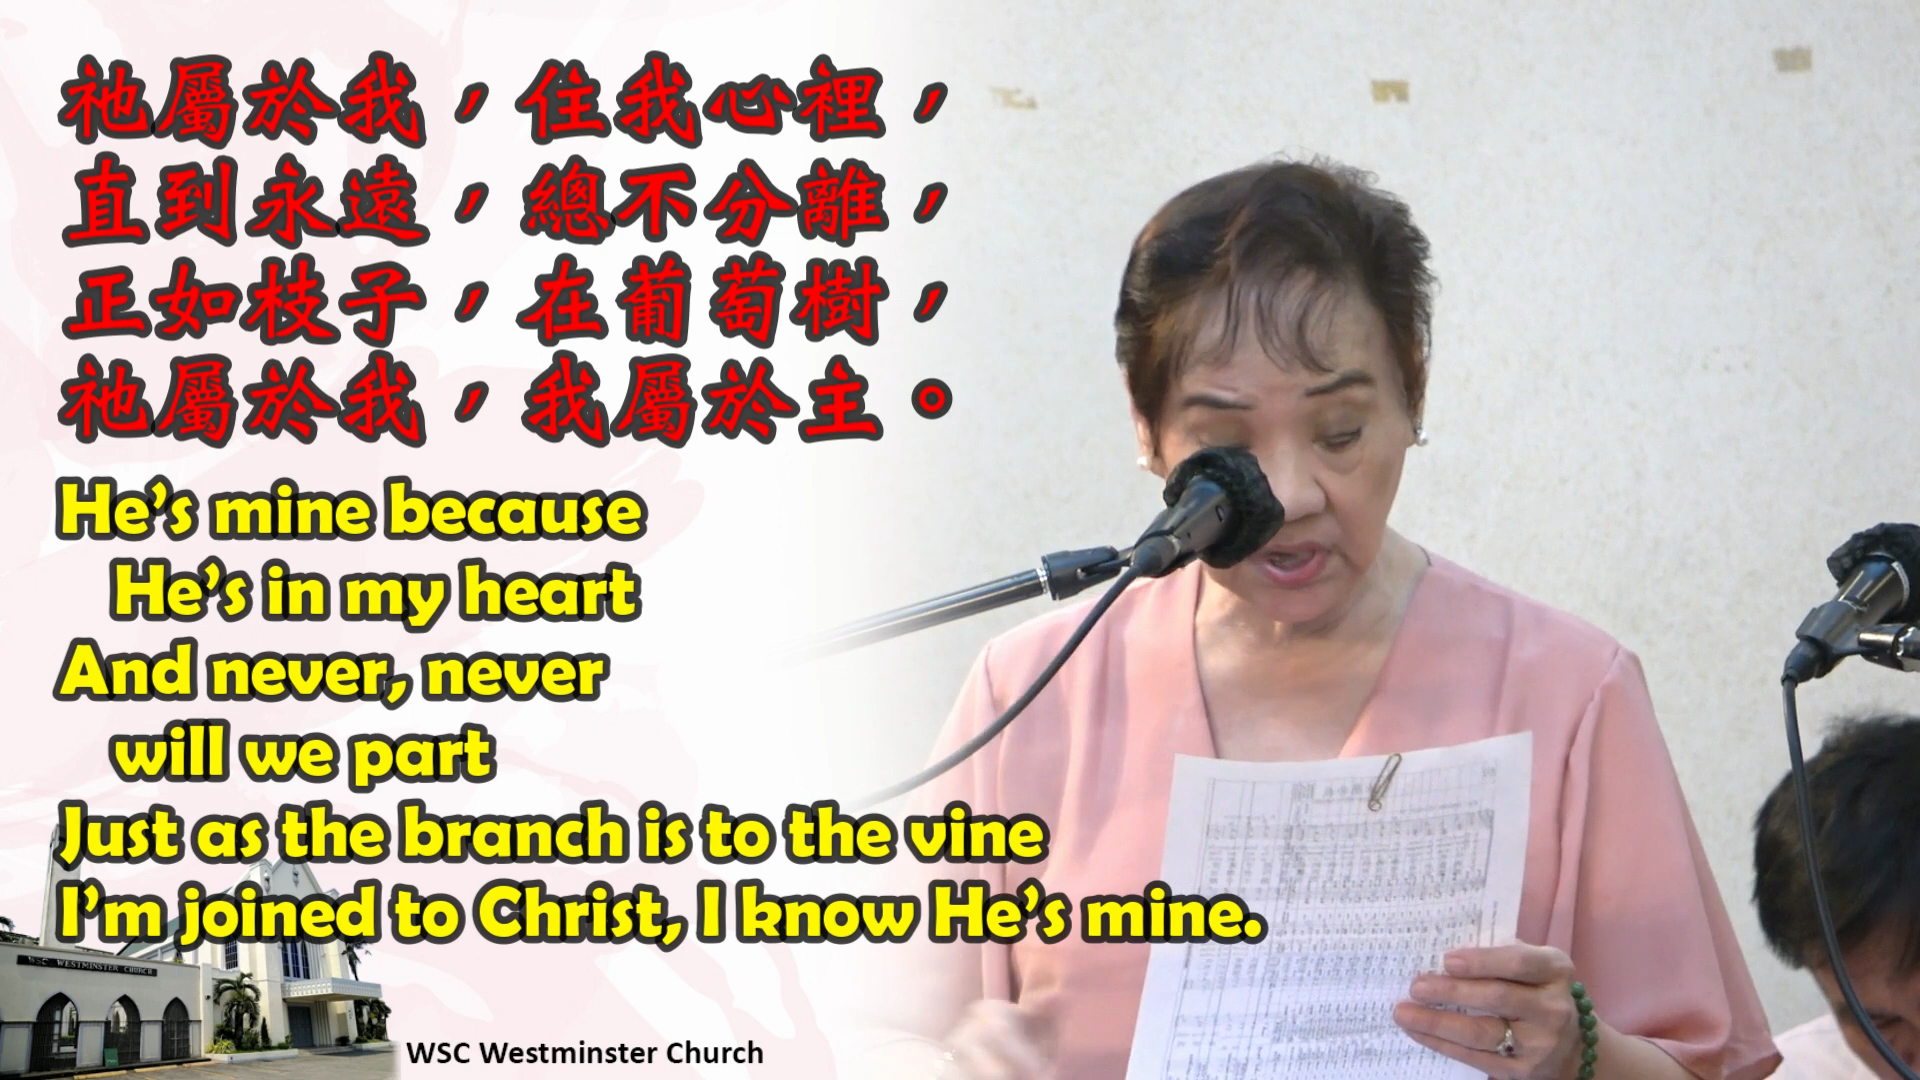 祂屬於我，住我心裡，
直到永遠，總不分離，
正如枝子，在葡萄樹，
祂屬於我，我屬於主。
He's mine because
He's in my heart
And never, never
will we part
Just as the branch is to the vine
I'm joined to Christ, I know He's mine.
WSC WESTMINSTER CHURCH
WSC Westminster Church